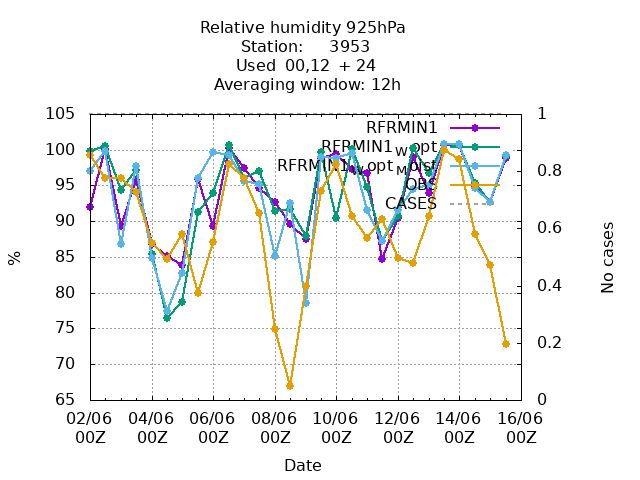 Relative humidity 925hPa
Station: 3953
Used 00,12 + 24
Averaging window: 12h
105
100
95
90
85
80
75
70
65
1
0.8
0.6
0.4
0.2
0
%
No cases
RFRMIN1
RFRMIN1_wopt
RFRMIN1_wopt_most
OBS
CASES
02/06 04/06 06/06 08/06 10/06 12/06 14/06 16/06
00Z 00Z 00Z 00Z 00Z 00Z 00Z 00Z
Date